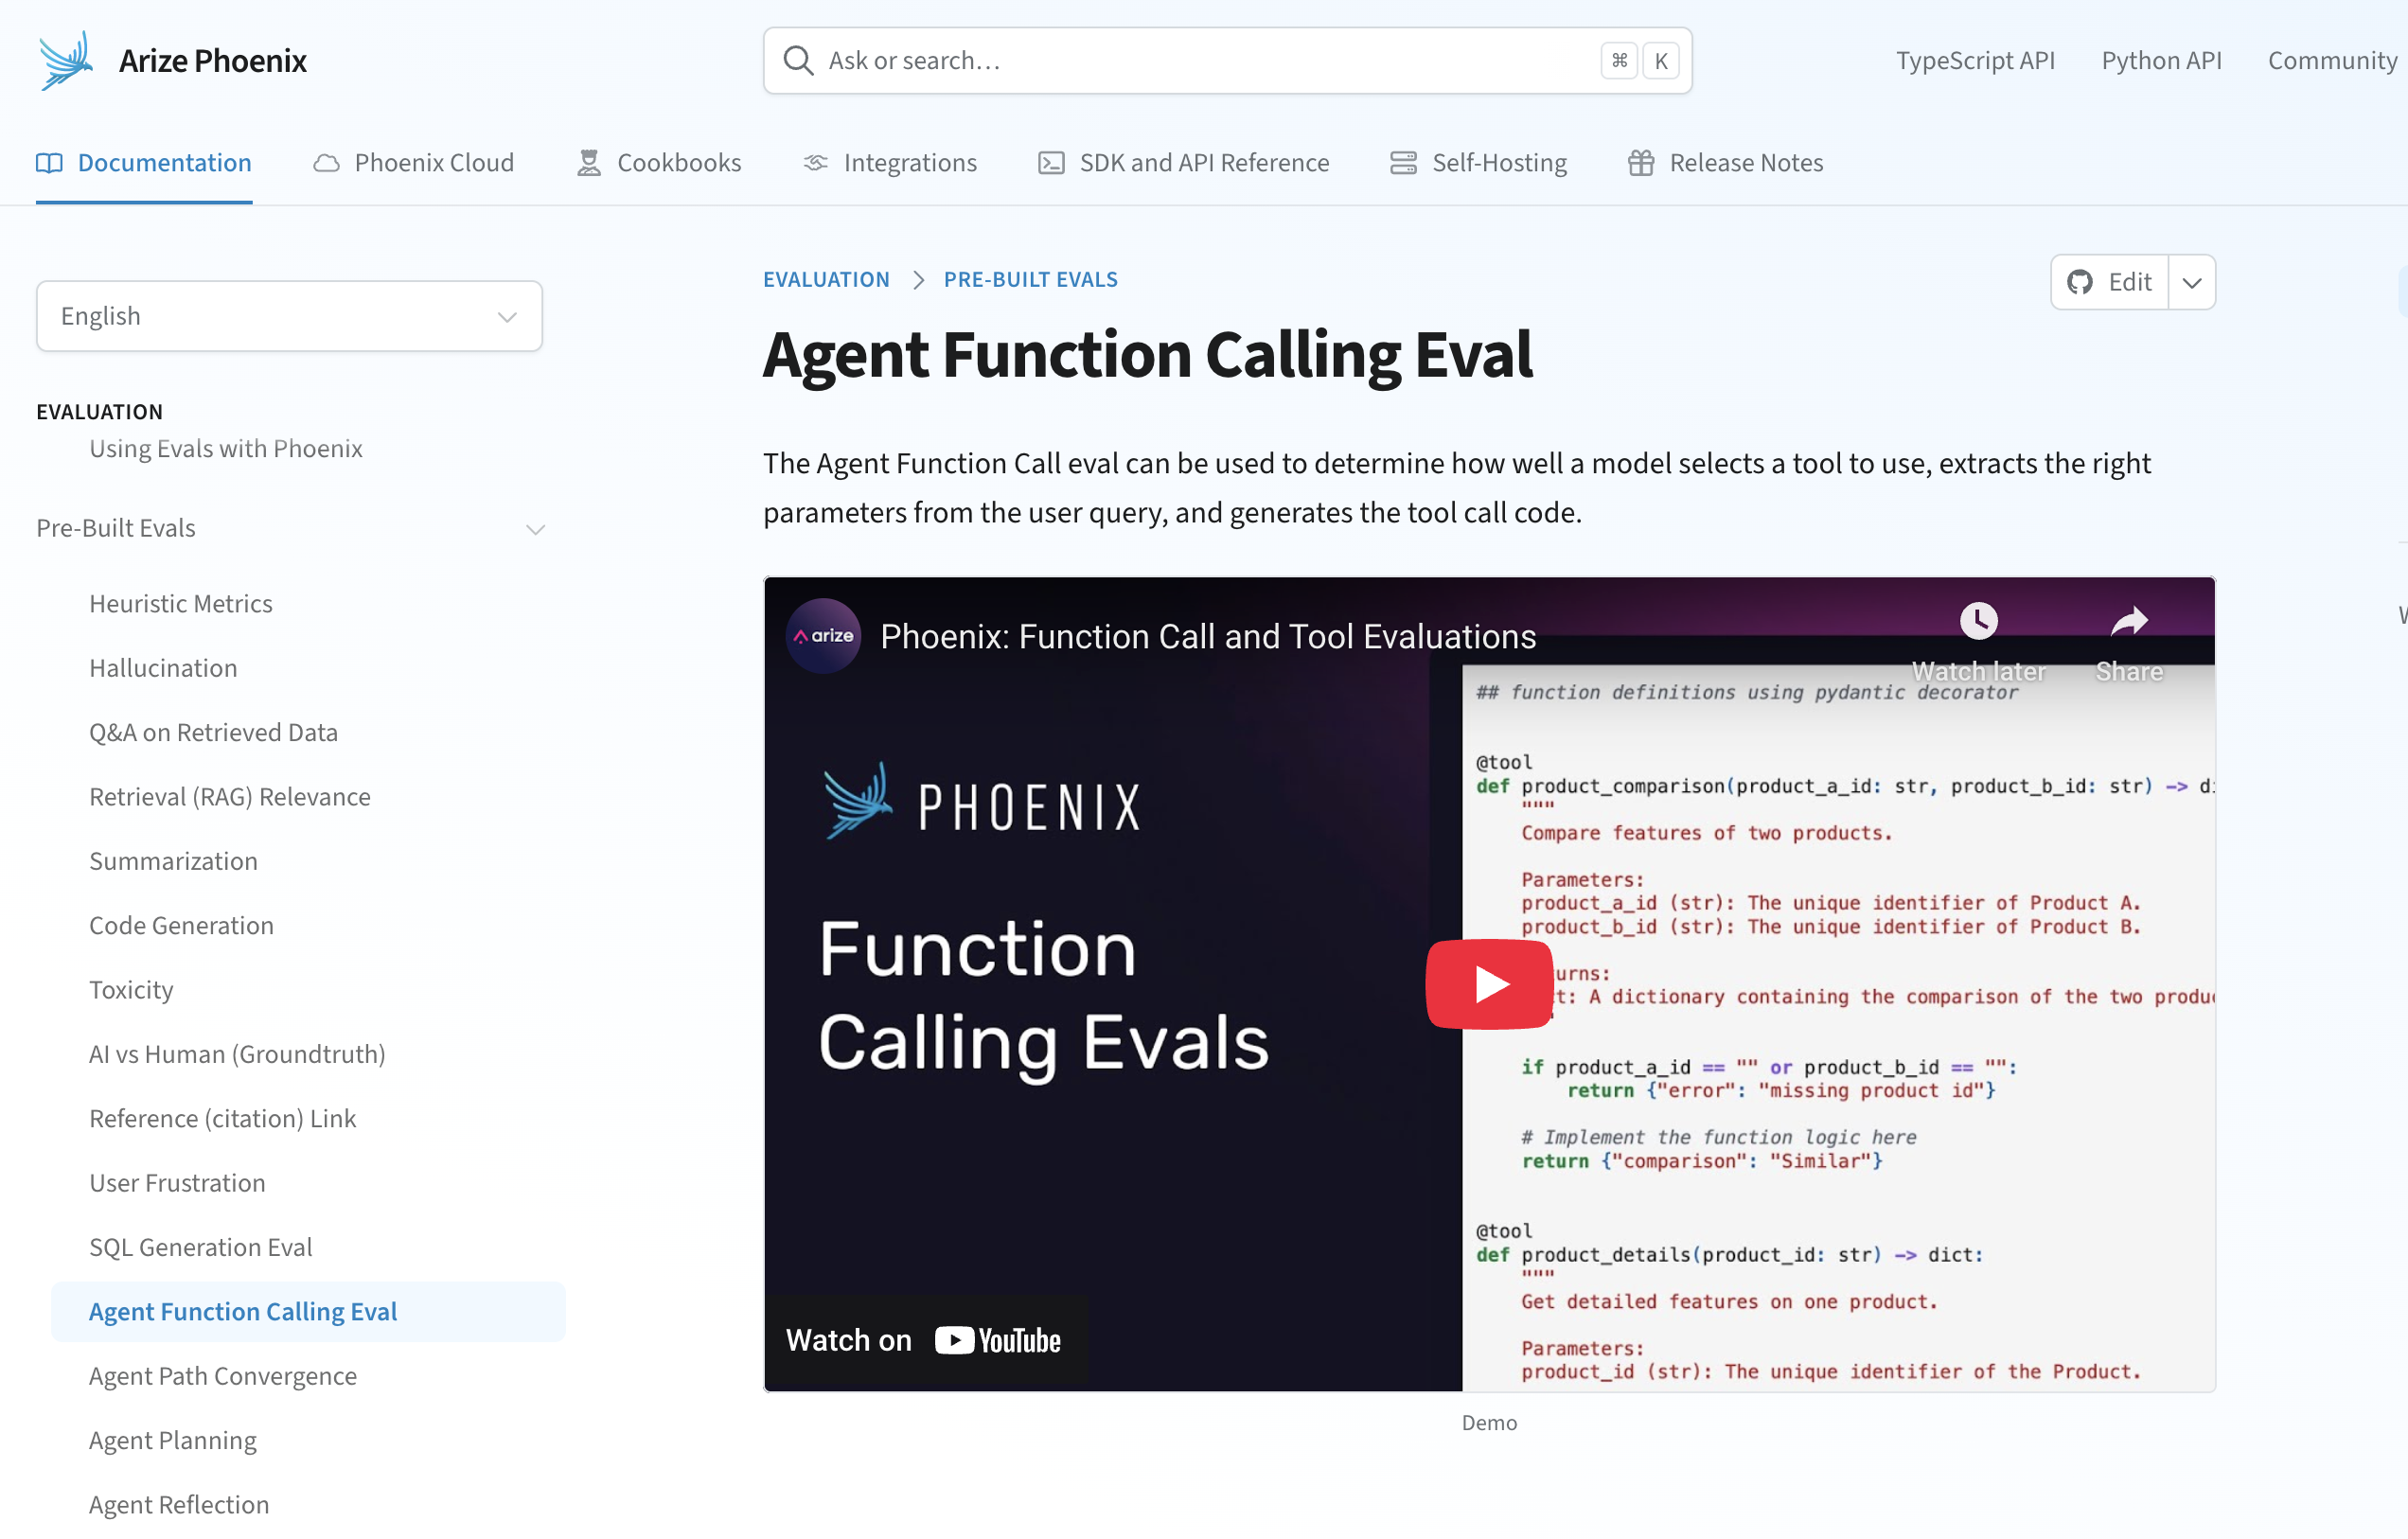 Arize Phoenix
Ask or search…
⌘ K
TypeScript API
Python API
Community
Documentation
Phoenix Cloud
Cookbooks
Integrations
SDK and API Reference
Self-Hosting
Release Notes
English
EVALUATION
Using Evals with Phoenix
Pre-Built Evals
Heuristic Metrics
Hallucination
Q&A on Retrieved Data
Retrieval (RAG) Relevance
Summarization
Code Generation
Toxicity
AI vs Human (Groundtruth)
Reference (citation) Link
User Frustration
SQL Generation Eval
Agent Function Calling Eval
Agent Path Convergence
Agent Planning
Agent Reflection
EVALUATION > PRE-BUILT EVALS
Edit
Agent Function Calling Eval
The Agent Function Call eval can be used to determine how well a model selects a tool to use, extracts the right
parameters from the user query, and generates the tool call code.
arize
Phoenix: Function Call and Tool Evaluations
Watch later
Share
PHOENIX
Function
Calling Evals
Watch on YouTube
## function definitions using pydantic decorator
@tool
def product_comparison(product_a_id: str, product_b_id: str) -> di
"""
Compare features of two products.
Parameters:
product_a_id (str): The unique identifier of Product A.
product_b_id (str): The unique identifier of Product B.
urns:
t: A dictionary containing the comparison of the two produ
if product_a_id == "" or product_b_id == "":
return {"error": "missing product id"}
# Implement the function logic here
return {"comparison": "Similar"}
@tool
def product_details(product_id: str) -> dict:
"""
Get detailed features on one product.
Parameters:
product_id (str): The unique identifier of the Product.
Demo